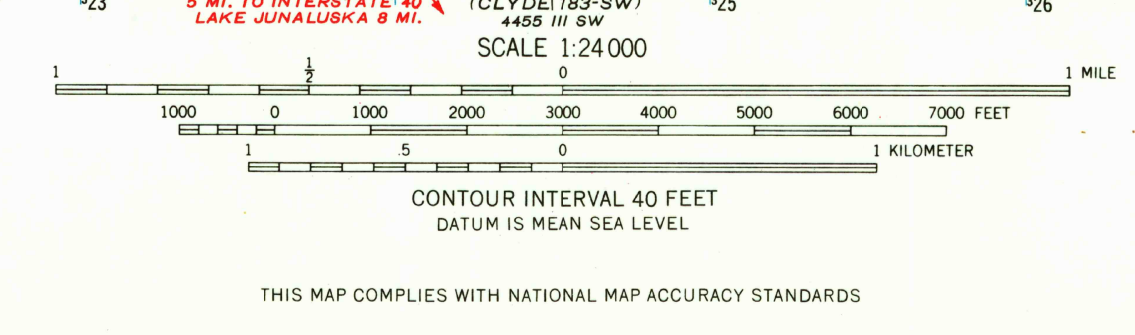 323 5 MI. TO INTERSTATE 40 (CLYDE) 183-SW) 325 326
LAKE JUNALUSKA 8 MI. 4455 III SW
SCALE 1:24 000
1 1/2 0 1 MILE
1000 0 1000 2000 3000 4000 5000 6000 7000 FEET
1 .5 0 1 KILOMETER
CONTOUR INTERVAL 40 FEET
DATUM IS MEAN SEA LEVEL
THIS MAP COMPLIES WITH NATIONAL MAP ACCURACY STANDARDS